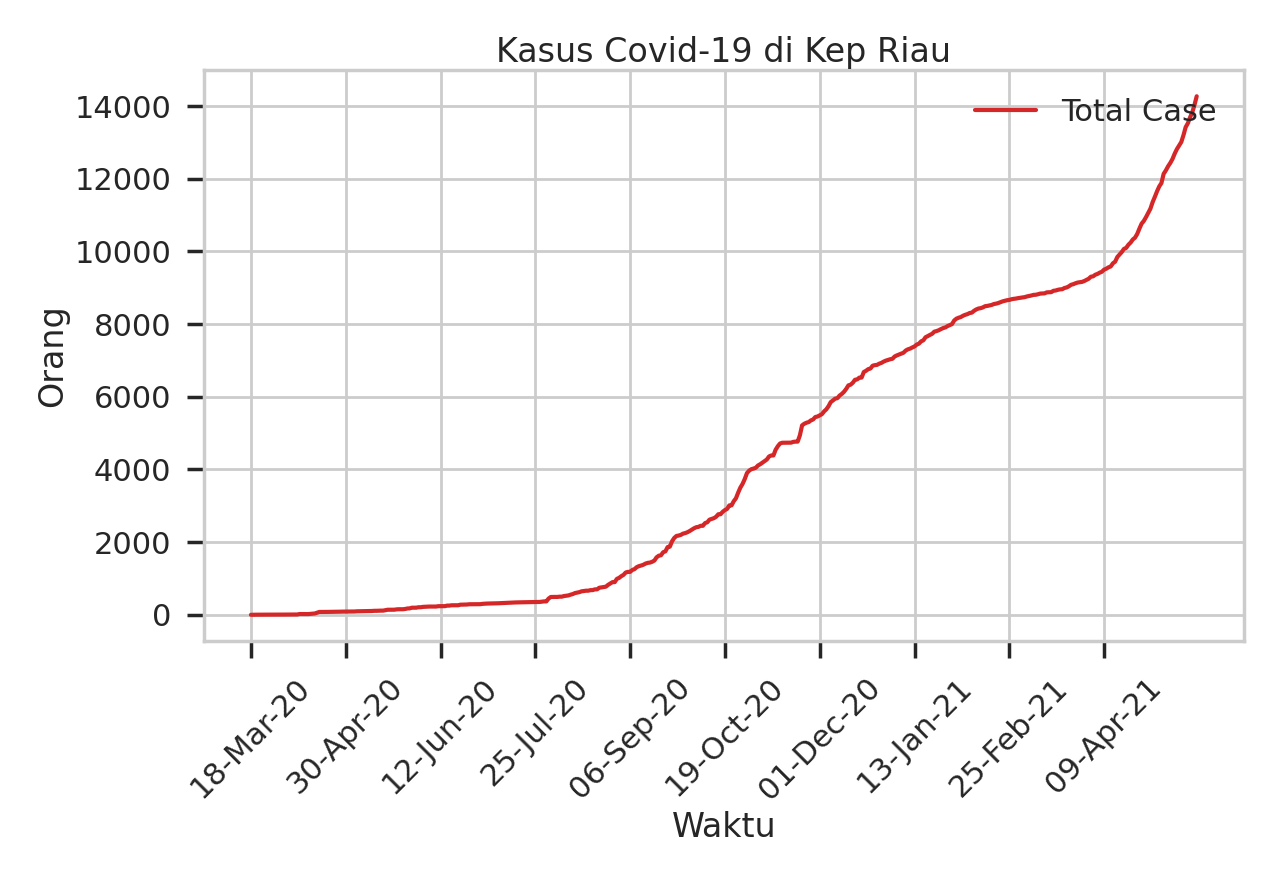 Kasus Covid-19 di Kep Riau
Total Case
14000
12000
10000
8000
6000
4000
2000
0
Orang
18-Mar-20
30-Apr-20
12-Jun-20
25-Jul-20
06-Sep-20
19-Oct-20
01-Dec-20
13-Jan-21
25-Feb-21
09-Apr-21
Waktu